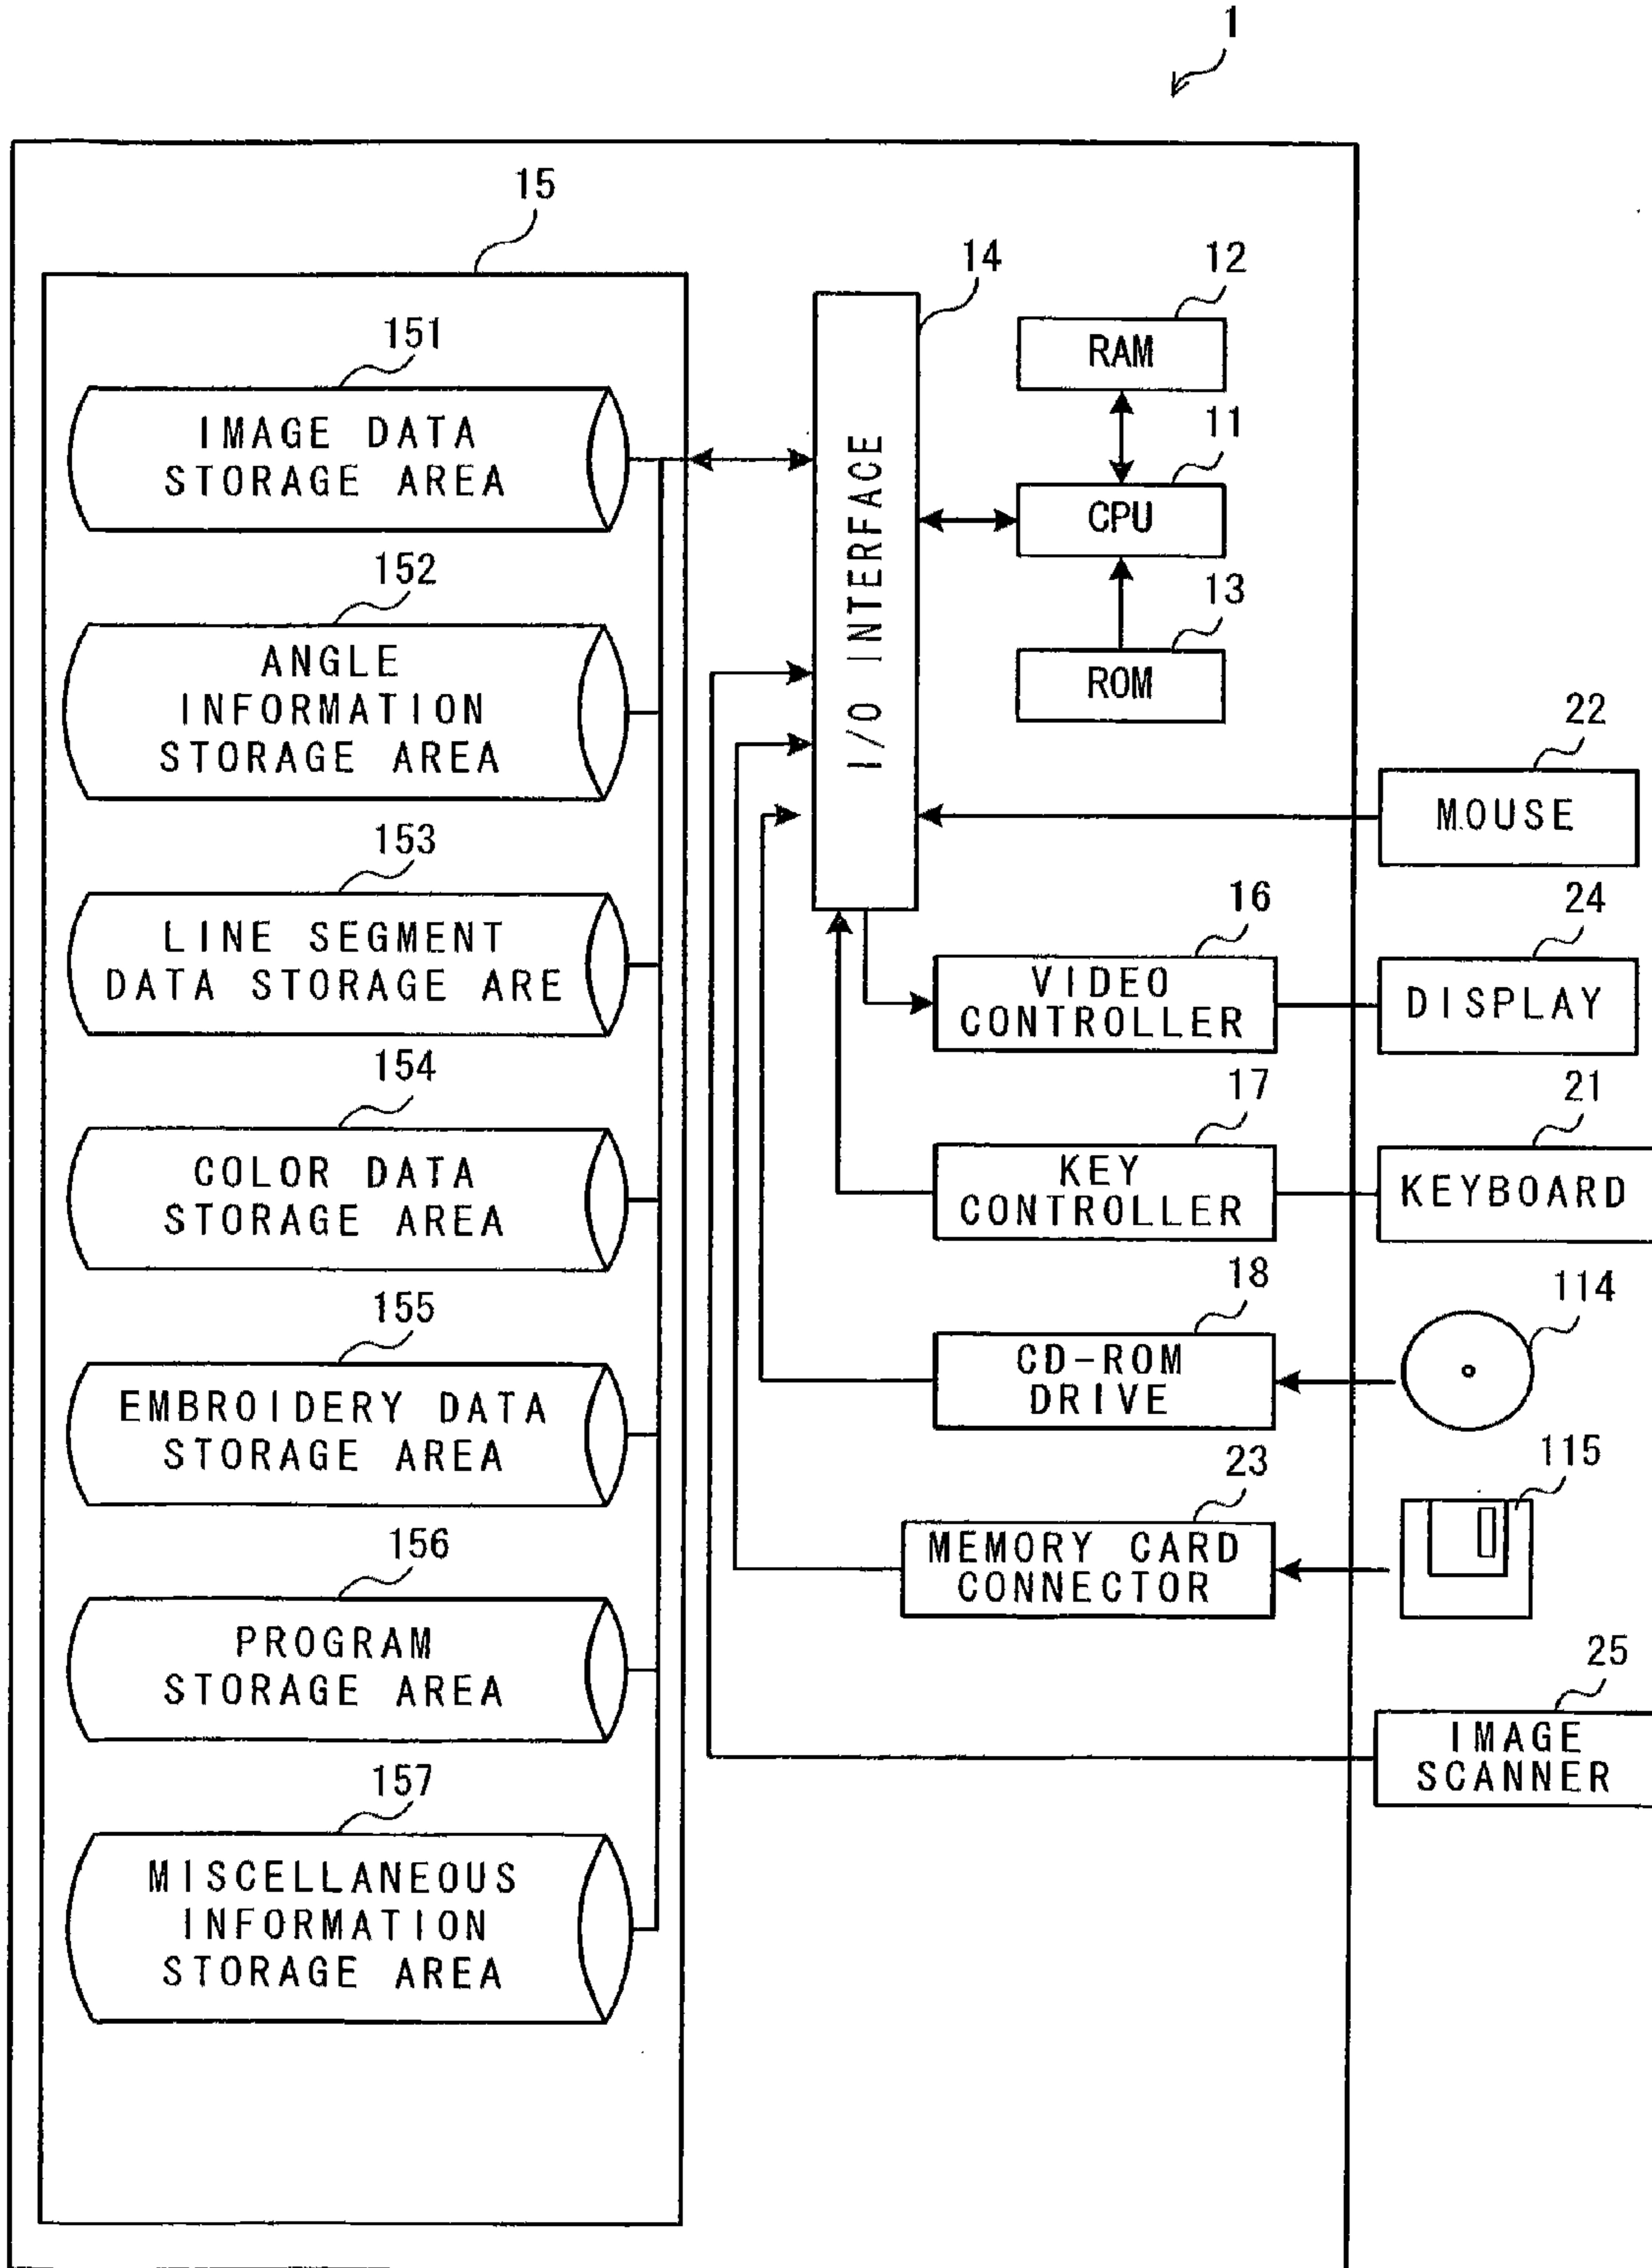 1
15
151
IMAGE DATA
STORAGE AREA
152
ANGLE
INFORMATION
STORAGE AREA
153
LINE SEGMENT
DATA STORAGE ARE
154
COLOR DATA
STORAGE AREA
155
EMBROIDERY DATA
STORAGE AREA
156
PROGRAM
STORAGE AREA
157
MISCELLANEOUS
INFORMATION
STORAGE AREA
14
I/O INTERFACE
12
RAM
11
CPU
13
ROM
22
MOUSE
16
VIDEO
CONTROLLER
24
DISPLAY
17
KEY
CONTROLLER
21
KEYBOARD
18
CD-ROM
DRIVE
114
23
MEMORY CARD
CONNECTOR
115
25
IMAGE
SCANNER